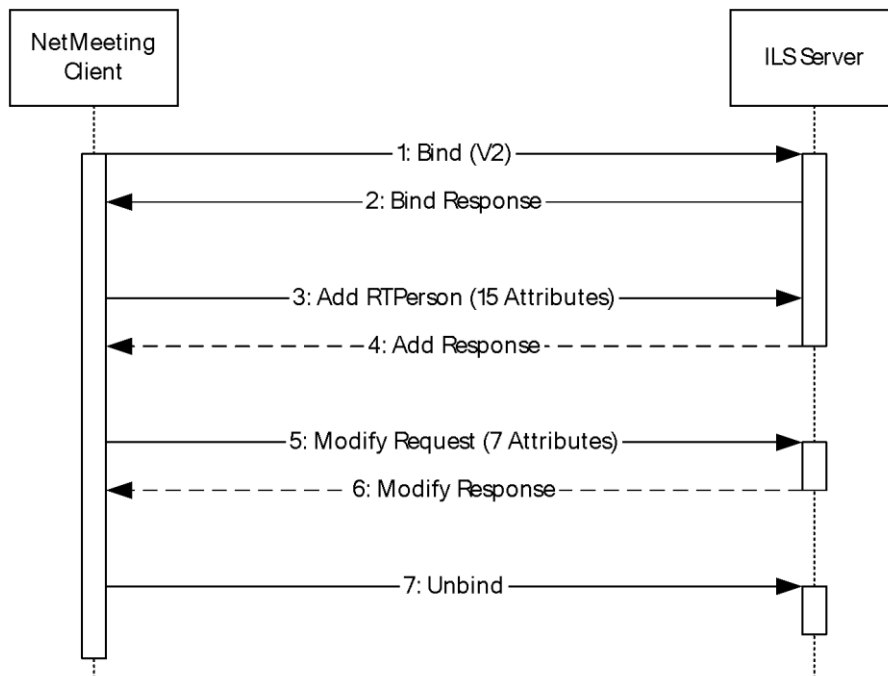 NetMeeting
Client
ILS Server
1: Bind (V2)
2: Bind Response
3: Add RTPerson (15 Attributes)
4: Add Response
5: Modify Request (7 Attributes)
6: Modify Response
7: Unbind